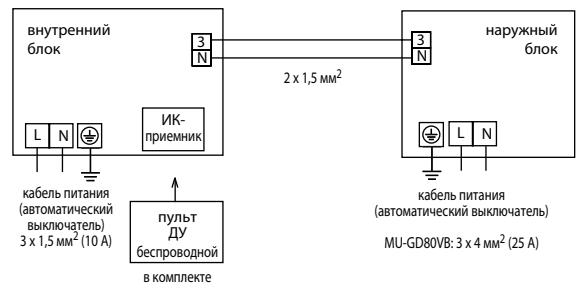 внутренний
блок
3
N
2 x 1,5 мм²
3
N
наружный
блок
L N
ИК-
приемник
L N
кабель питания
(автоматический
выключатель)
3 x 1,5 мм² (10 А)
пульт
ДУ
беспроводной
в комплекте
кабель питания
(автоматический выключатель)
MU-GD80VB: 3 x 4 мм² (25 А)